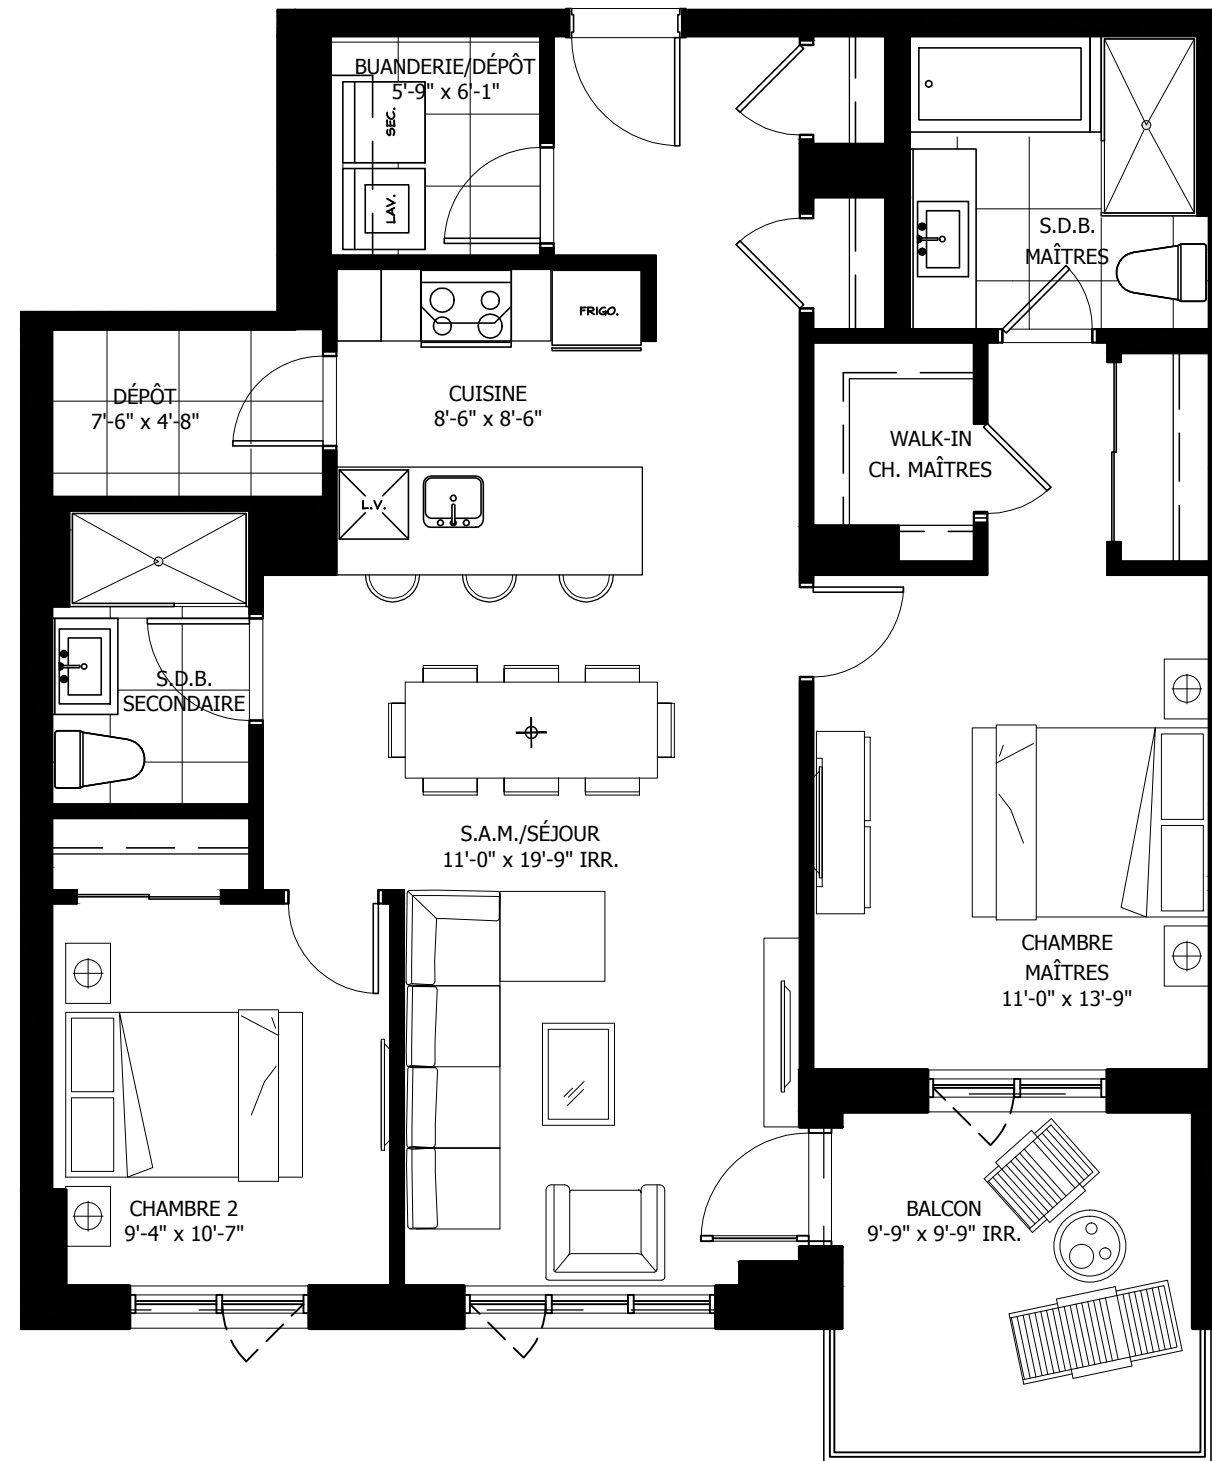 BUANDERIE/DÉPÔT
5'-9" x 6'-1"
SEC.
LAV.
S.D.B.
MAÎTRES
FRIGO.
DÉPÔT
7'-6" x 4'-8"
CUISINE
8'-6" x 8'-6"
WALK-IN
CH. MAÎTRES
L.V.
S.D.B.
SECONDAIRE
S.A.M./SÉJOUR
11'-0" x 19'-9" IRR.
CHAMBRE
MAÎTRES
11'-0" x 13'-9"
CHAMBRE 2
9'-4" x 10'-7"
BALCON
9'-9" x 9'-9" IRR.